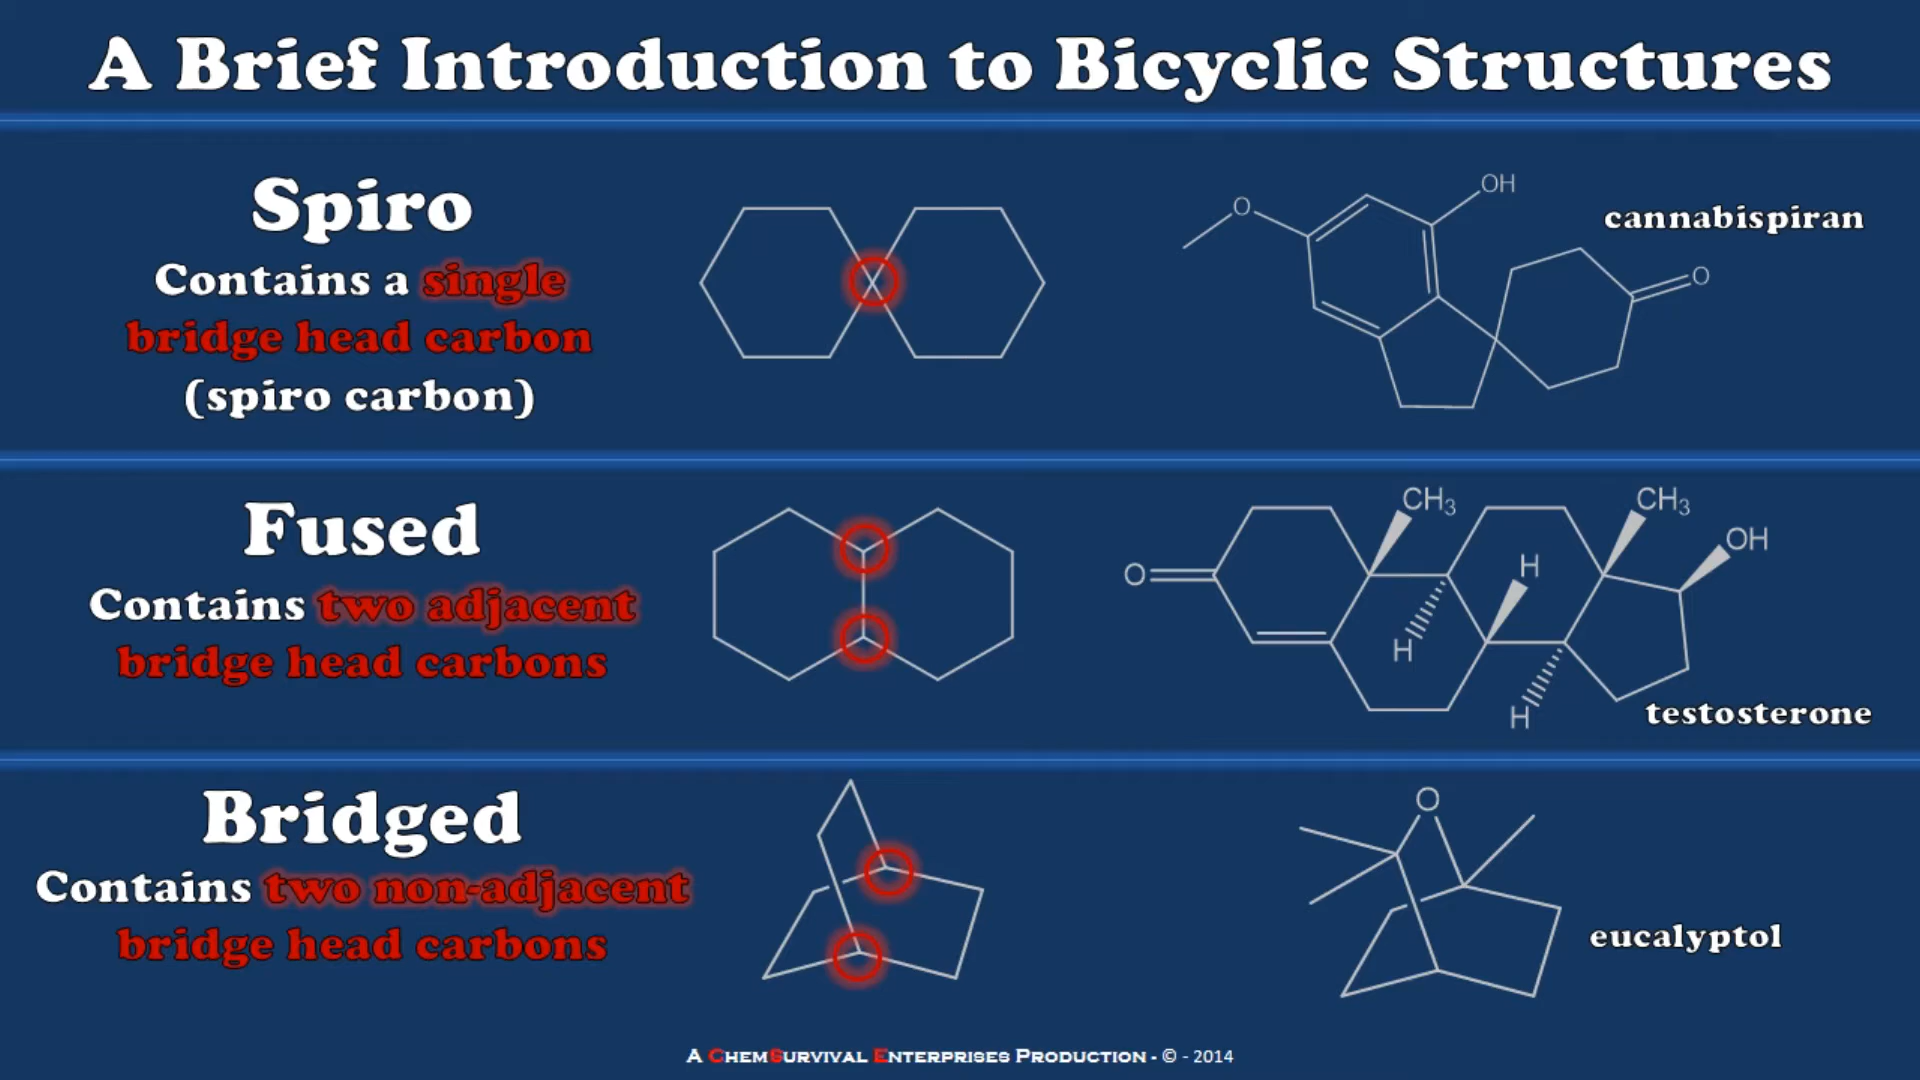 A Brief Introduction to Bicyclic Structures
Spiro
Contains a single
bridge head carbon
(spiro carbon)
O
OH
O
cannabispiran
Fused
Contains two adjacent
bridge head carbons
CH3
CH3
OH
O
H
H
H
testosterone
Bridged
Contains two non-adjacent
bridge head carbons
O
eucalyptol
A ChemSurvival Enterprises Production - © - 2014